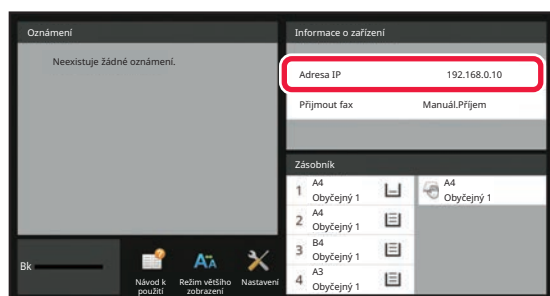 Oznámení
Neexistuje žádné oznámení.
Informace o zařízení
Adresa IP 192.168.0.10
Přijmout fax Manuál.Příjem
Zásobník
1 A4
Obyčejný 1
A4
Obyčejný 1
2 A4
Obyčejný 1
3 B4
Obyčejný 1
4 A3
Obyčejný 1
Bk
Návod k
použití
Režim většího
zobrazení
Nastavení